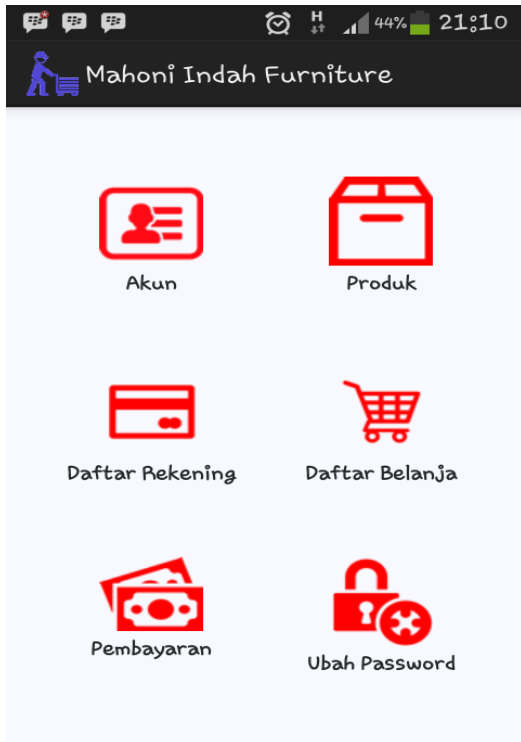 H 44% 21:10
Mahoni Indah Furniture
Akun Produk
Daftar Rekening Daftar Belanja
Pembayaran
Ubah Password